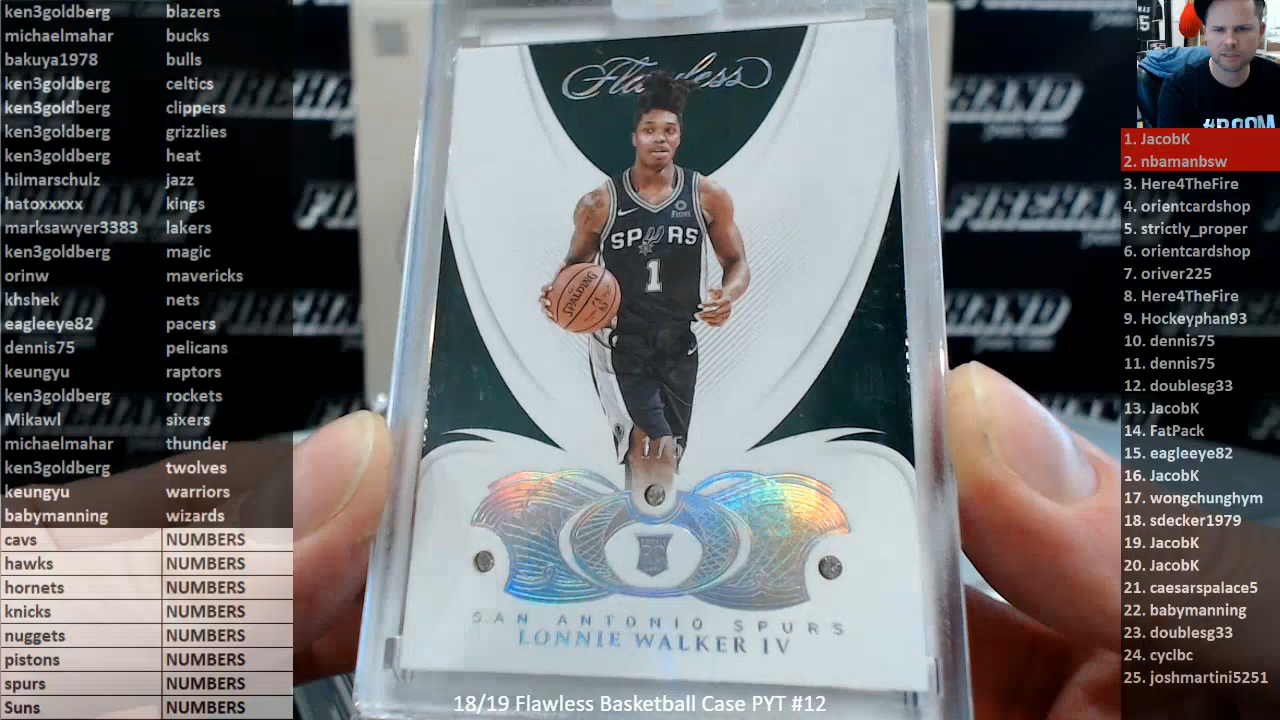 ken3goldberg blazers
michaelmahar bucks
bakuya1978 bulls
ken3goldberg celtics
ken3goldberg clippers
ken3goldberg grizzlies
ken3goldberg heat
hilmarschulz jazz
hatoxxxxx kings
marksawyer3383 lakers
ken3goldberg magic
orinw mavericks
khshek nets
eagleeye82 pacers
dennis75 pelicans
keungyu raptors
ken3goldberg rockets
Mikawl sixers
michaelmahar thunder
ken3goldberg twolves
keungyu warriors
babymanning wizards
cavs NUMBERS
hawks NUMBERS
hornets NUMBERS
knicks NUMBERS
nuggets NUMBERS
pistons NUMBERS
spurs NUMBERS
Suns NUMBERS
FIREHAND
Flawless
SPURS
1
SPALDING
1/5
SAN ANTONIO SPURS
LONNIE WALKER IV
18/19 Flawless Basketball Case PYT #12
#BOOM
1. JacobK
2. nbamanbsw
3. Here4TheFire
4. orientcardshop
5. strictly_proper
6. orientcardshop
7. oriver225
8. Here4TheFire
9. Hockeyphan93
10. dennis75
11. dennis75
12. doublesg33
13. JacobK
14. FatPack
15. eagleeye82
16. JacobK
17. wongchunghym
18. sdecker1979
19. JacobK
20. JacobK
21. caesarspalace5
22. babymanning
23. doublesg33
24. cyclbc
25. joshmartini5251